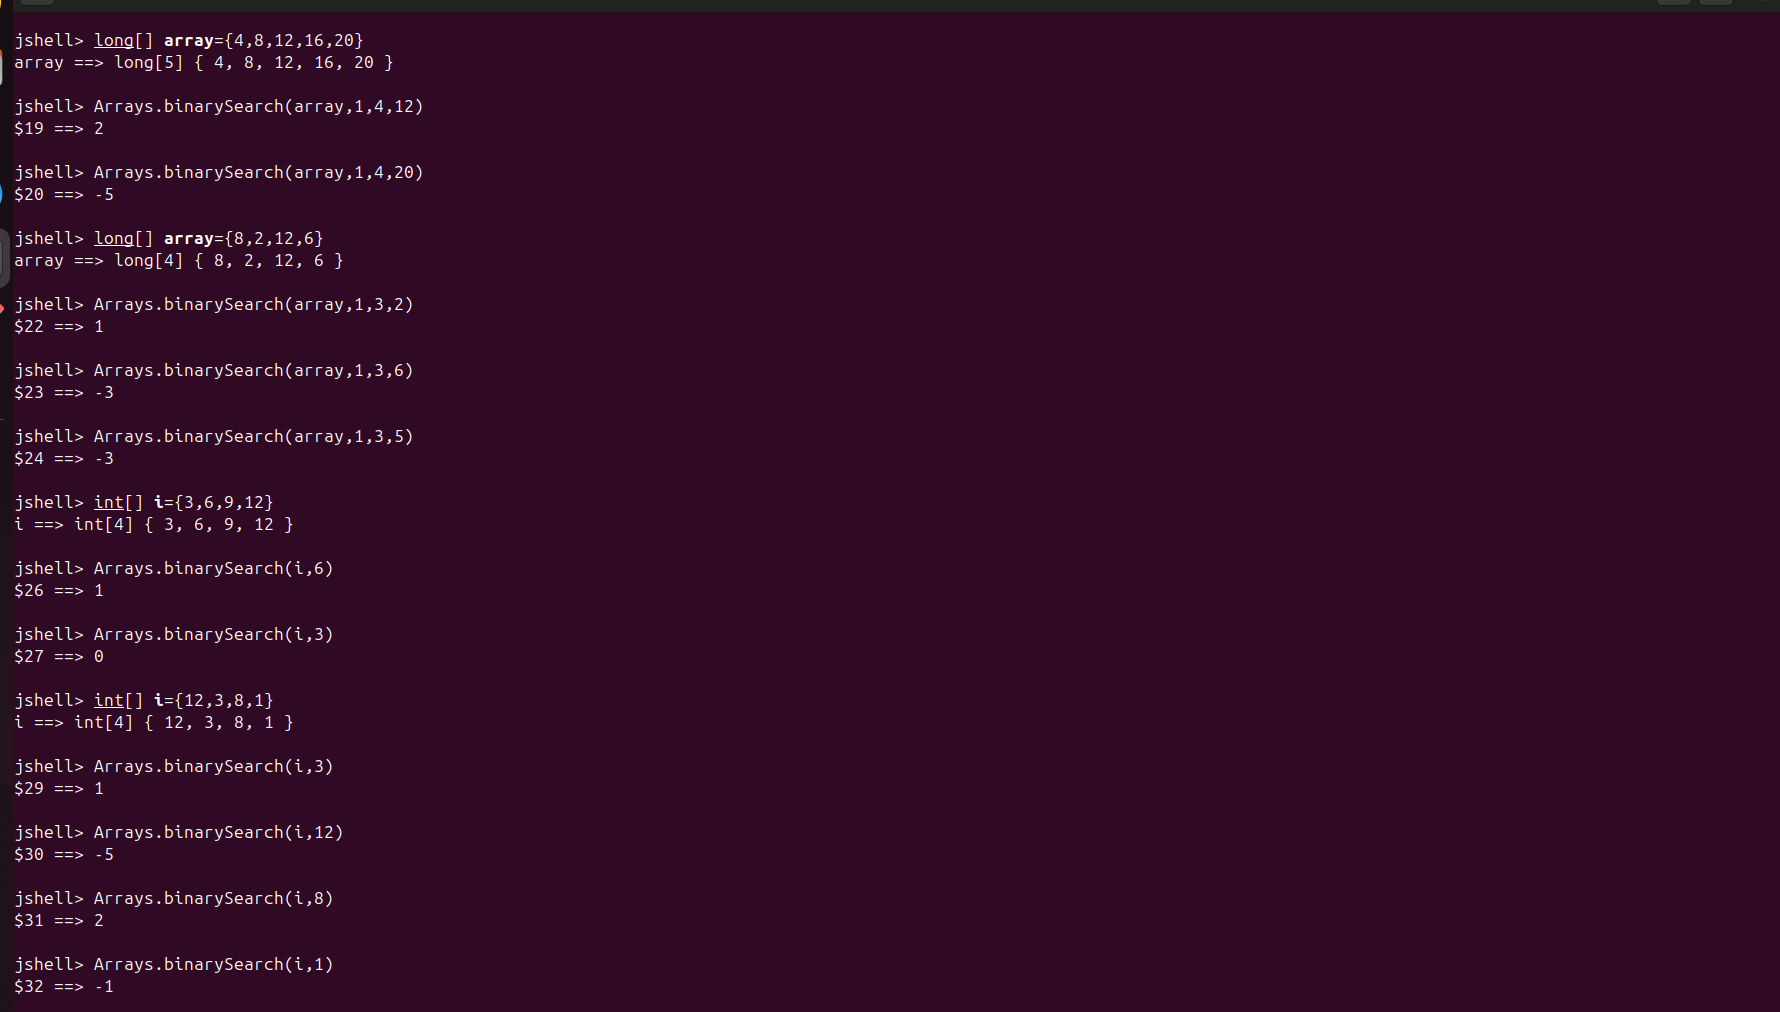 jshell> long[] array={4,8,12,16,20}
array ==> long[5] { 4, 8, 12, 16, 20 }
jshell> Arrays.binarySearch(array,1,4,12)
$19 ==> 2
jshell> Arrays.binarySearch(array,1,4,20)
$20 ==> -5
jshell> long[] array={8,2,12,6}
array ==> long[4] { 8, 2, 12, 6 }
jshell> Arrays.binarySearch(array,1,3,2)
$22 ==> 1
jshell> Arrays.binarySearch(array,1,3,6)
$23 ==> -3
jshell> Arrays.binarySearch(array,1,3,5)
$24 ==> -3
jshell> int[] i={3,6,9,12}
i ==> int[4] { 3, 6, 9, 12 }
jshell> Arrays.binarySearch(i,6)
$26 ==> 1
jshell> Arrays.binarySearch(i,3)
$27 ==> 0
jshell> int[] i={12,3,8,1}
i ==> int[4] { 12, 3, 8, 1 }
jshell> Arrays.binarySearch(i,3)
$29 ==> 1
jshell> Arrays.binarySearch(i,12)
$30 ==> -5
jshell> Arrays.binarySearch(i,8)
$31 ==> 2
jshell> Arrays.binarySearch(i,1)
$32 ==> -1